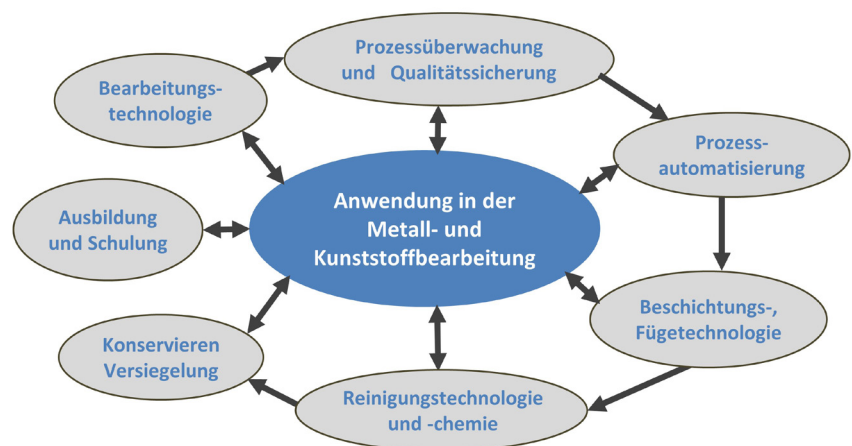 Prozessüberwachung
und Qualitätssicherung
Bearbeitungs-
technologie
Prozess-
automatisierung
Anwendung in der
Metall- und
Kunststoffbearbeitung
Ausbildung
und Schulung
Beschichtungs-,
Fügetechnologie
Konservieren
Versiegelung
Reinigungstechnologie
und -chemie